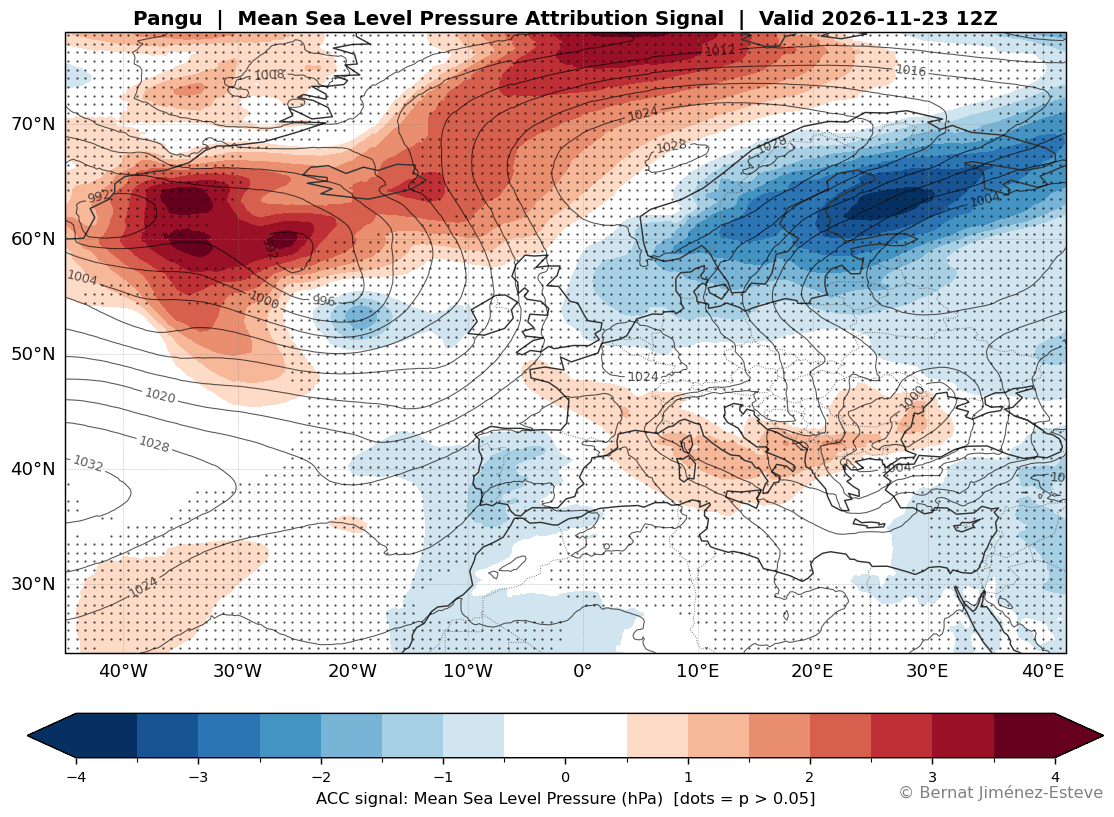 Pangu | Mean Sea Level Pressure Attribution Signal | Valid 2026-11-23 12Z
1012
1008
1016
70°N
1024
1028
1028
992
1004
60°N
992
1004
1000
996
50°N
1024
1020
1000
1028
40°N
1032
1004
10
30°N
1024
40°W 30°W 20°W 10°W 0° 10°E 20°E 30°E 40°E
−4 −3 −2 −1 0 1 2 3 4
ACC signal: Mean Sea Level Pressure (hPa) [dots = p > 0.05]
© Bernat Jiménez-Esteve